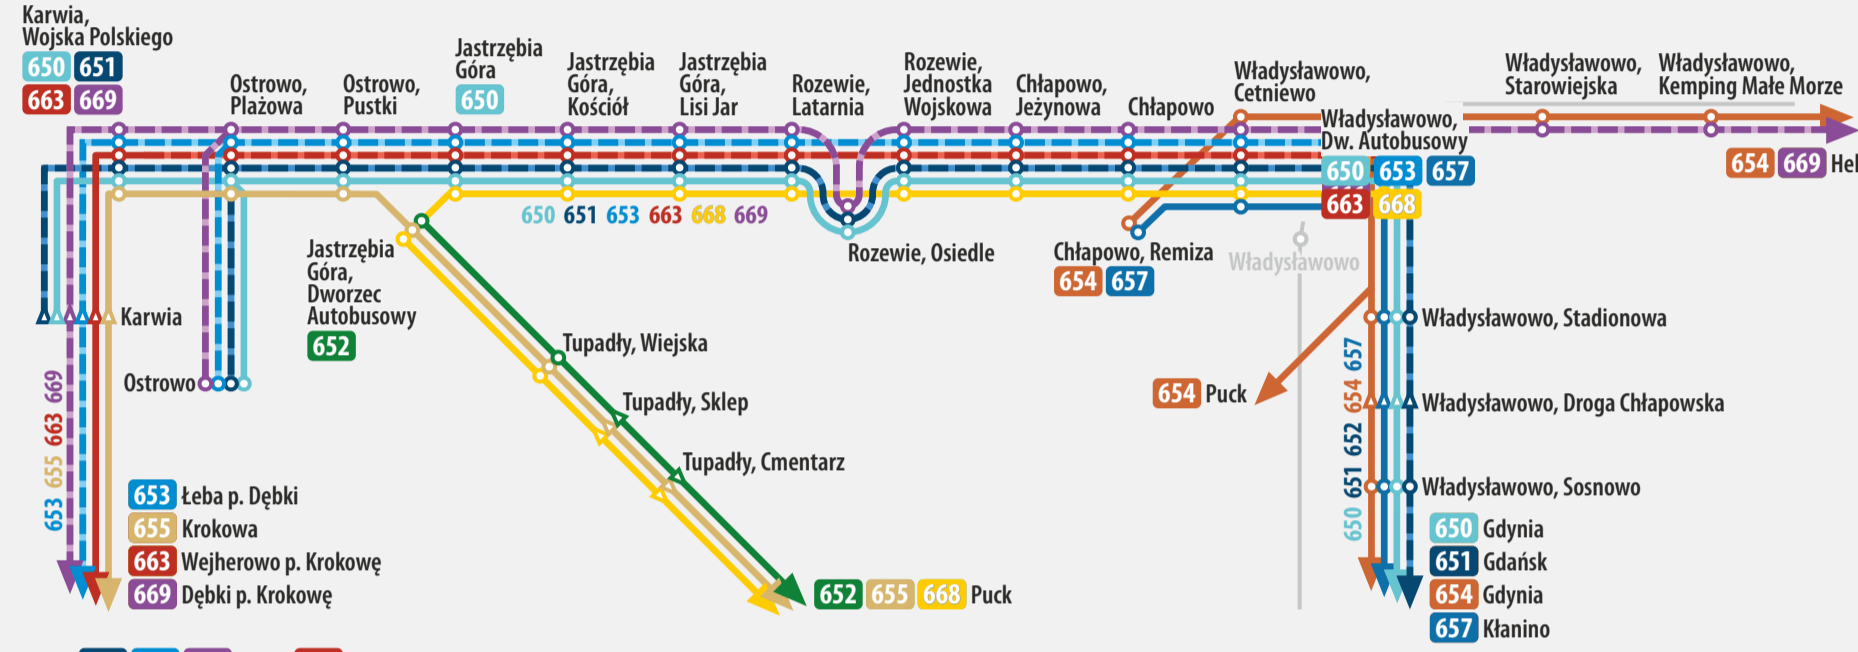 Karwia,
Wojska Polskiego
650 651
663 669
Ostrowo,
Plażowa
Ostrowo,
Pustki
Jastrzębia
Góra
650
Jastrzębia
Góra,
Kościół
Jastrzębia
Góra,
Lisi Jar
Rozewie,
Latarnia
Rozewie,
Jednostka
Wojskowa
Chłapowo,
Jeżynowa
Chłapowo
Władysławowo,
Cetniewo
Władysławowo,
Dw. Autobusowy
650 653 657
663 668
Władysławowo,
Starowiejska
Władysławowo,
Kemping Małe Morze
654 669 Hel
650 651 653 663 668 669
Rozewie, Osiedle
Chłapowo, Remiza
654 657
Władysławowo
Jastrzębia
Góra,
Dworzec
Autobusowy
652
Karwia
Ostrowo
Tupadły, Wiejska
Tupadły, Sklep
Tupadły, Cmentarz
654 Puck
Władysławowo, Stadionowa
Władysławowo, Droga Chłapowska
Władysławowo, Sosnowo
653 655 663 669
650 651 652 654 657
653 Łeba p. Dębki
655 Krokowa
663 Wejherowo p. Krokowę
669 Dębki p. Krokowę
652 655 668 Puck
650 Gdynia
651 Gdańsk
654 Gdynia
657 Kłanino